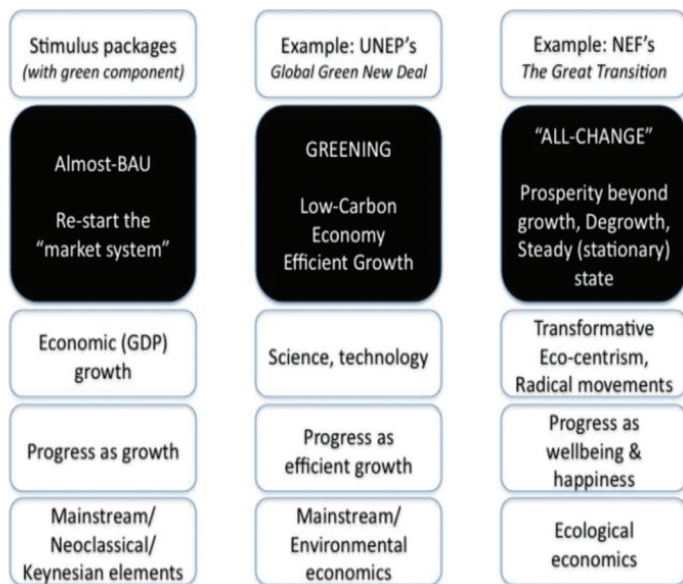 Stimulus packages
(with green component)
Almost-BAU
Re-start the
“market system”
Economic (GDP)
growth
Progress as growth
Mainstream/
Neoclassical/
Keynesian elements
Example: UNEP’s
Global Green New Deal
GREENING
Low-Carbon
Economy
Efficient Growth
Science, technology
Progress as
efficient growth
Mainstream/
Environmental
economics
Example: NEF’s
The Great Transition
“ALL-CHANGE”
Prosperity beyond
growth, Degrowth,
Steady (stationary)
state
Transformative
Eco-centrism,
Radical movements
Progress as
wellbeing &
happiness
Ecological
economics